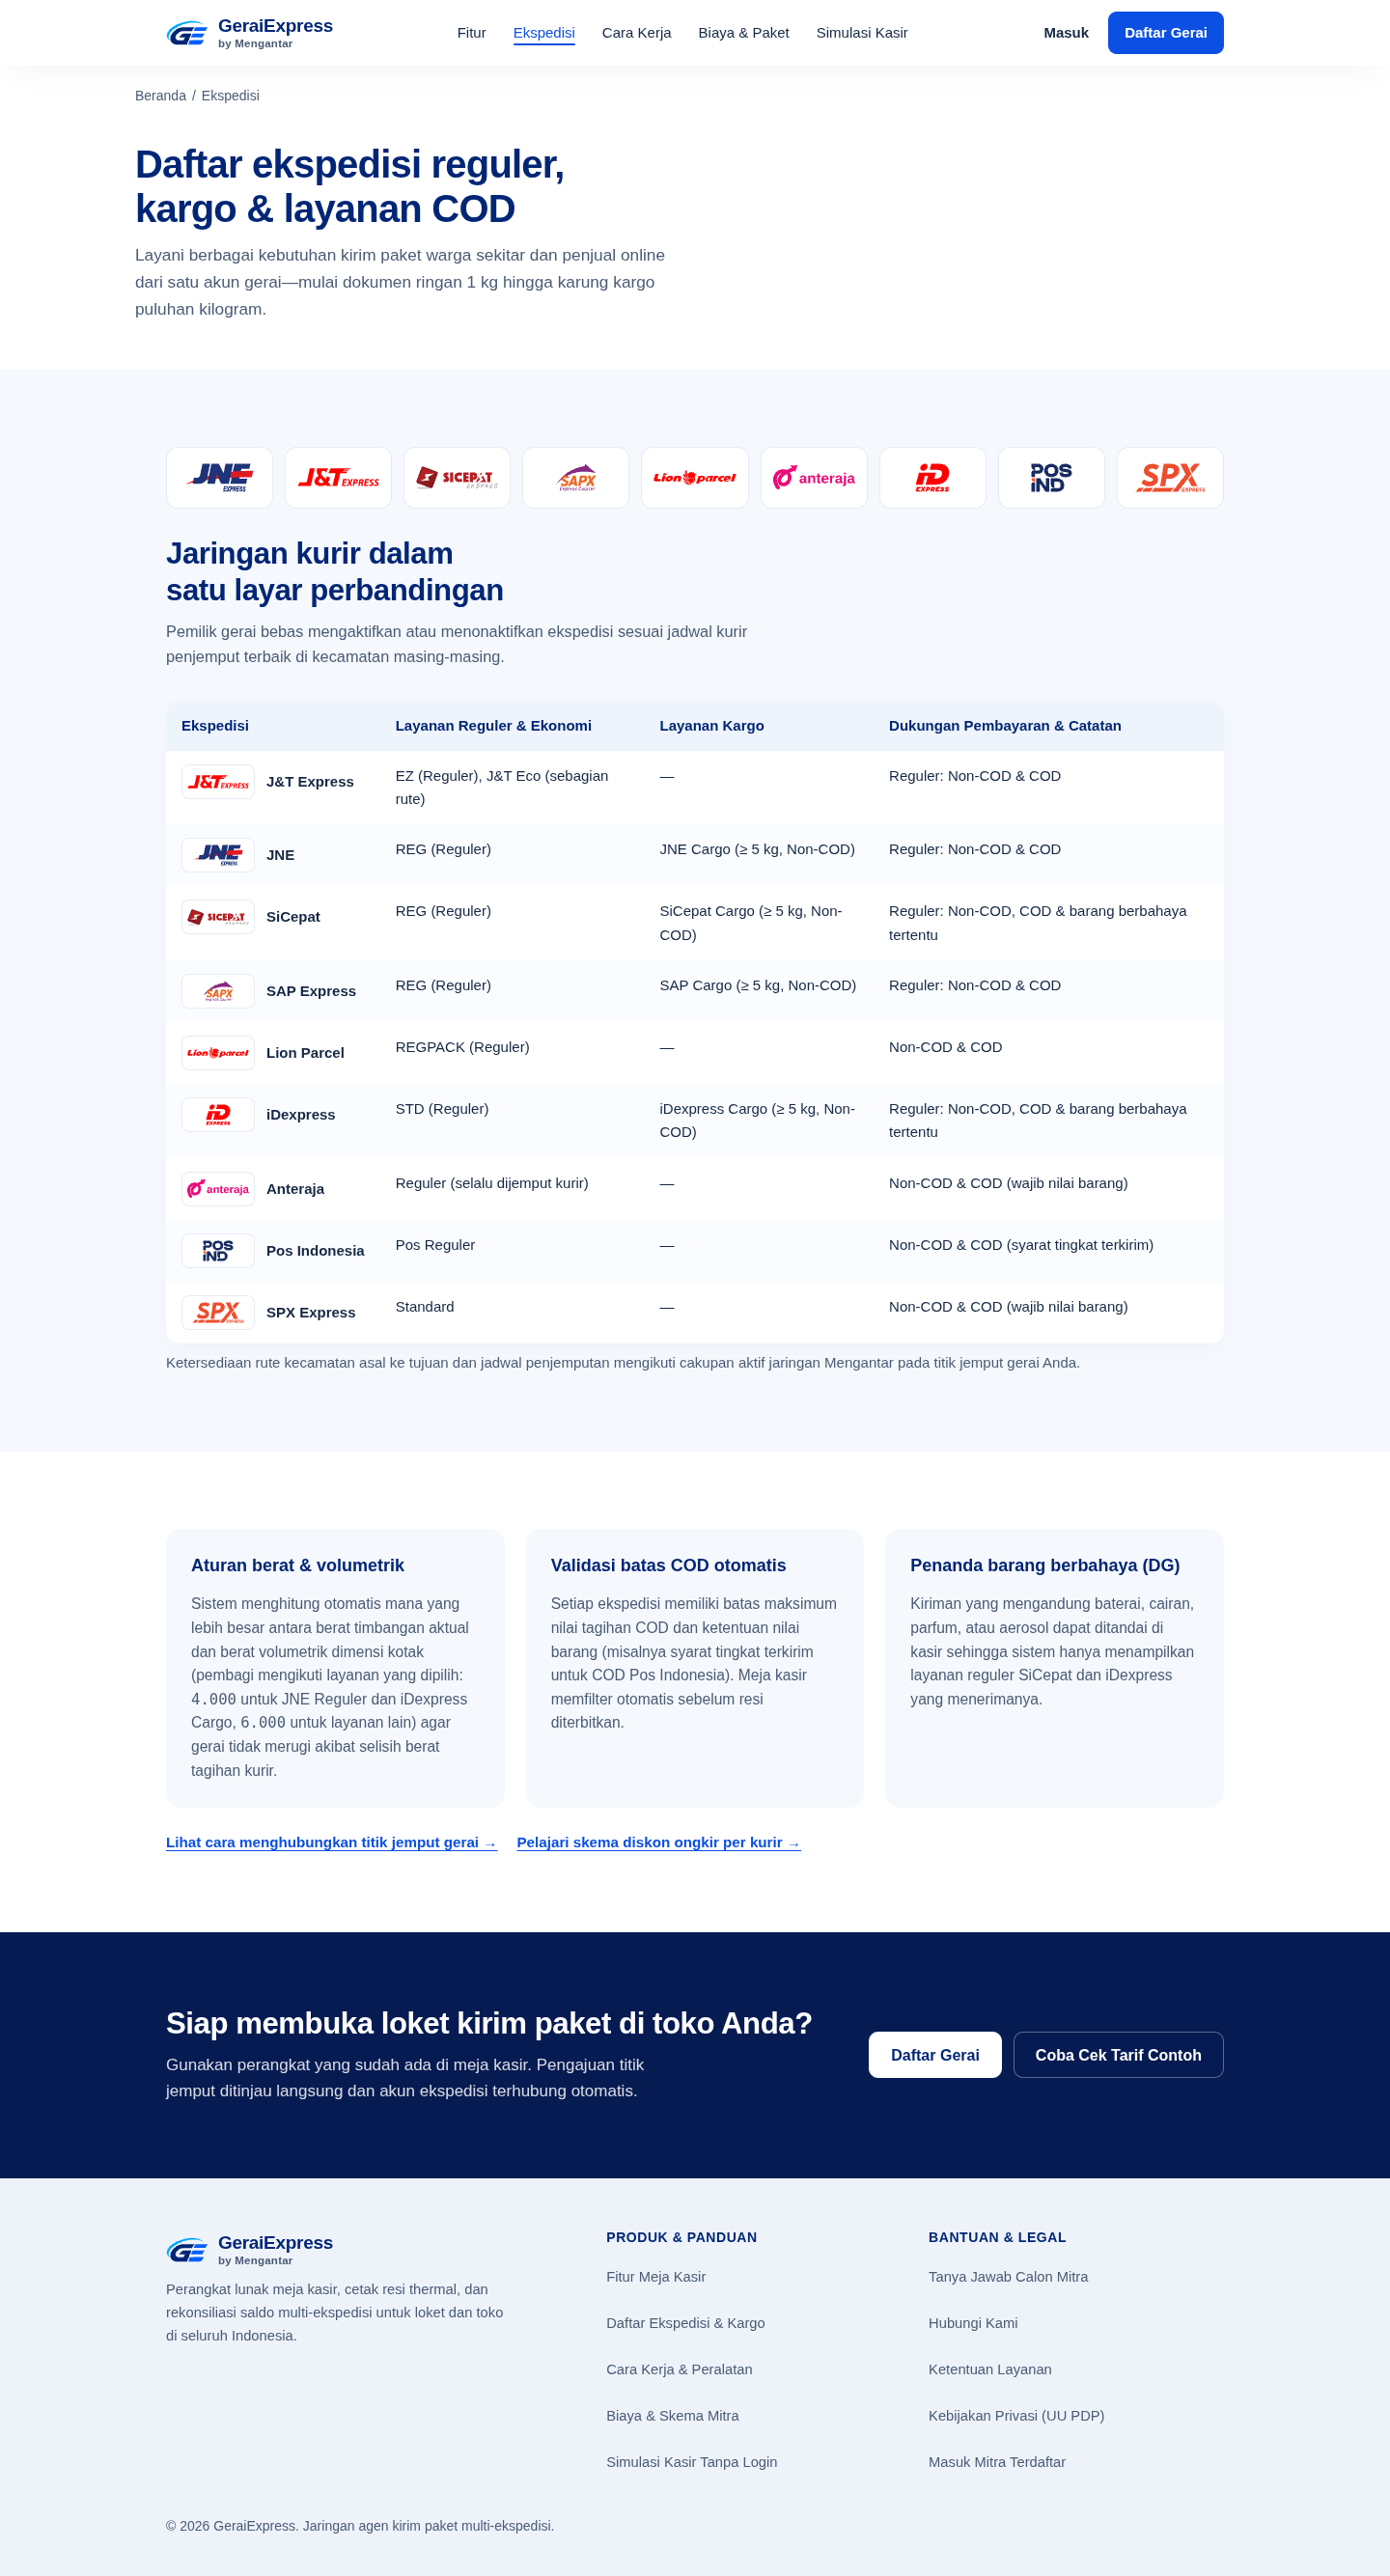 GeraiExpress
by Mengantar
Fitur
Ekspedisi
Cara Kerja
Biaya & Paket
Simulasi Kasir
Masuk
Daftar Gerai
Beranda / Ekspedisi
Daftar ekspedisi reguler,
kargo & layanan COD
Layani berbagai kebutuhan kirim paket warga sekitar dan penjual online
dari satu akun gerai—mulai dokumen ringan 1 kg hingga karung kargo
puluhan kilogram.
JNE EXPRESS
J&T EXPRESS
SICEPAT EKSPRES
SAPX Express Courier
Lion parcel
anteraja
iD EXPRESS
POS IND
SPX EXPRESS
Jaringan kurir dalam
satu layar perbandingan
Pemilik gerai bebas mengaktifkan atau menonaktifkan ekspedisi sesuai jadwal kurir
penjemput terbaik di kecamatan masing-masing.
Ekspedisi
Layanan Reguler & Ekonomi
Layanan Kargo
Dukungan Pembayaran & Catatan
J&T EXPRESS
J&T Express
EZ (Reguler), J&T Eco (sebagian
rute)
—
Reguler: Non-COD & COD
JNE EXPRESS
JNE
REG (Reguler)
JNE Cargo (≥ 5 kg, Non-COD)
Reguler: Non-COD & COD
SICEPAT EKSPRES
SiCepat
REG (Reguler)
SiCepat Cargo (≥ 5 kg, Non-
COD)
Reguler: Non-COD, COD & barang berbahaya
tertentu
SAPX Express Courier
SAP Express
REG (Reguler)
SAP Cargo (≥ 5 kg, Non-COD)
Reguler: Non-COD & COD
Lion parcel
Lion Parcel
REGPACK (Reguler)
—
Non-COD & COD
iD EXPRESS
iDexpress
STD (Reguler)
iDexpress Cargo (≥ 5 kg, Non-
COD)
Reguler: Non-COD, COD & barang berbahaya
tertentu
anteraja
Anteraja
Reguler (selalu dijemput kurir)
—
Non-COD & COD (wajib nilai barang)
POS IND
Pos Indonesia
Pos Reguler
—
Non-COD & COD (syarat tingkat terkirim)
SPX EXPRESS
SPX Express
Standard
—
Non-COD & COD (wajib nilai barang)
Ketersediaan rute kecamatan asal ke tujuan dan jadwal penjemputan mengikuti cakupan aktif jaringan Mengantar pada titik jemput gerai Anda.
Aturan berat & volumetrik
Sistem menghitung otomatis mana yang
lebih besar antara berat timbangan aktual
dan berat volumetrik dimensi kotak
(pembagi mengikuti layanan yang dipilih:
4.000 untuk JNE Reguler dan iDexpress
Cargo, 6.000 untuk layanan lain) agar
gerai tidak merugi akibat selisih berat
tagihan kurir.
Validasi batas COD otomatis
Setiap ekspedisi memiliki batas maksimum
nilai tagihan COD dan ketentuan nilai
barang (misalnya syarat tingkat terkirim
untuk COD Pos Indonesia). Meja kasir
memfilter otomatis sebelum resi
diterbitkan.
Penanda barang berbahaya (DG)
Kiriman yang mengandung baterai, cairan,
parfum, atau aerosol dapat ditandai di
kasir sehingga sistem hanya menampilkan
layanan reguler SiCepat dan iDexpress
yang menerimanya.
Lihat cara menghubungkan titik jemput gerai →
Pelajari skema diskon ongkir per kurir →
Siap membuka loket kirim paket di toko Anda?
Gunakan perangkat yang sudah ada di meja kasir. Pengajuan titik
jemput ditinjau langsung dan akun ekspedisi terhubung otomatis.
Daftar Gerai
Coba Cek Tarif Contoh
GeraiExpress
by Mengantar
Perangkat lunak meja kasir, cetak resi thermal, dan
rekonsiliasi saldo multi-ekspedisi untuk loket dan toko
di seluruh Indonesia.
PRODUK & PANDUAN
Fitur Meja Kasir
Daftar Ekspedisi & Kargo
Cara Kerja & Peralatan
Biaya & Skema Mitra
Simulasi Kasir Tanpa Login
BANTUAN & LEGAL
Tanya Jawab Calon Mitra
Hubungi Kami
Ketentuan Layanan
Kebijakan Privasi (UU PDP)
Masuk Mitra Terdaftar
© 2026 GeraiExpress. Jaringan agen kirim paket multi-ekspedisi.